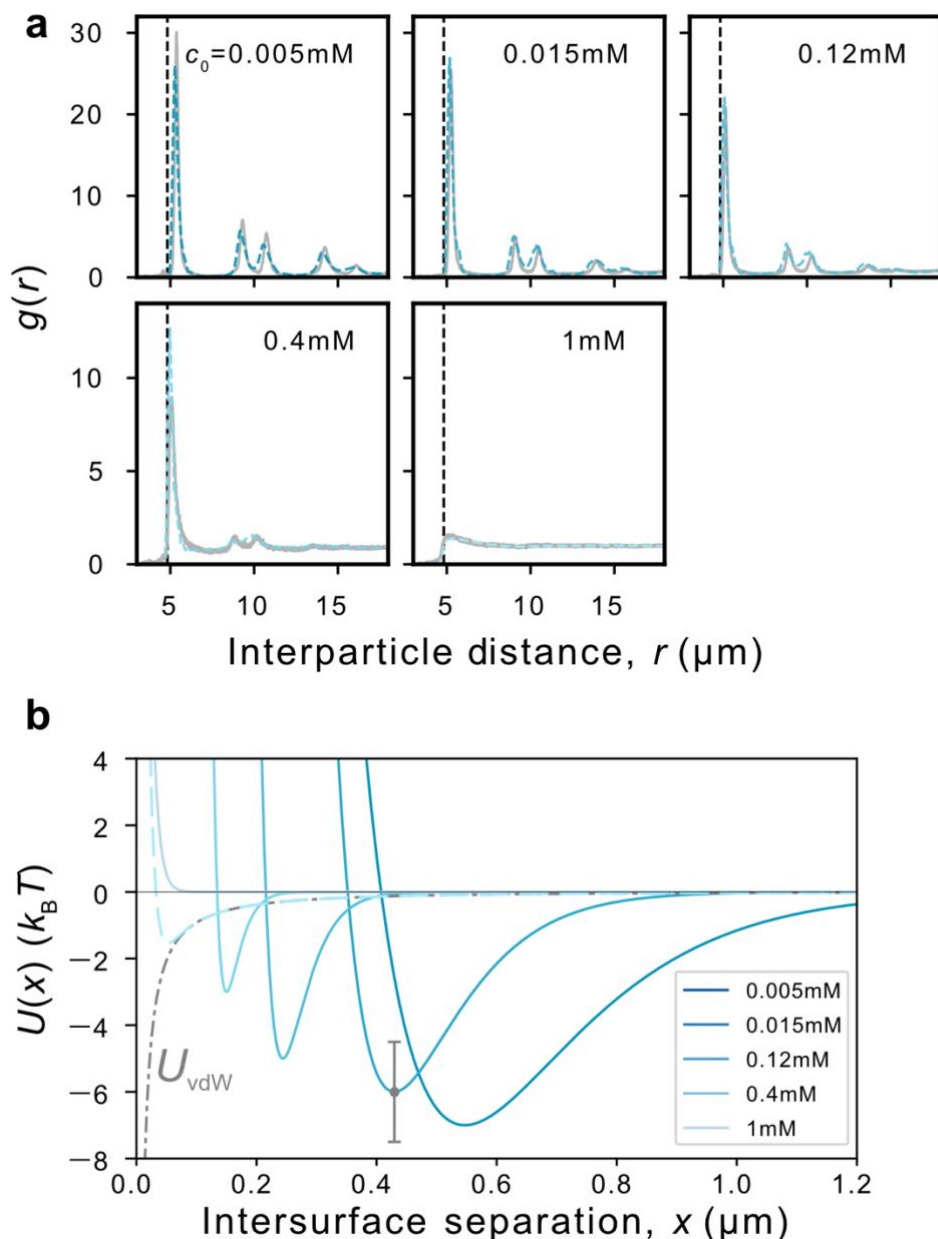 a
c₀=0.005mM
0.015mM
0.12mM
30
20
10
0
g(r)
0.4mM
1mM
10
5
0
5 10 15
5 10 15
Interparticle distance, r (μm)
b
4
2
0
−2
−4
−6
−8
U(x) (k_BT)
U_vdW
0.005mM
0.015mM
0.12mM
0.4mM
1mM
0.0 0.2 0.4 0.6 0.8 1.0 1.2
Intersurface separation, x (μm)